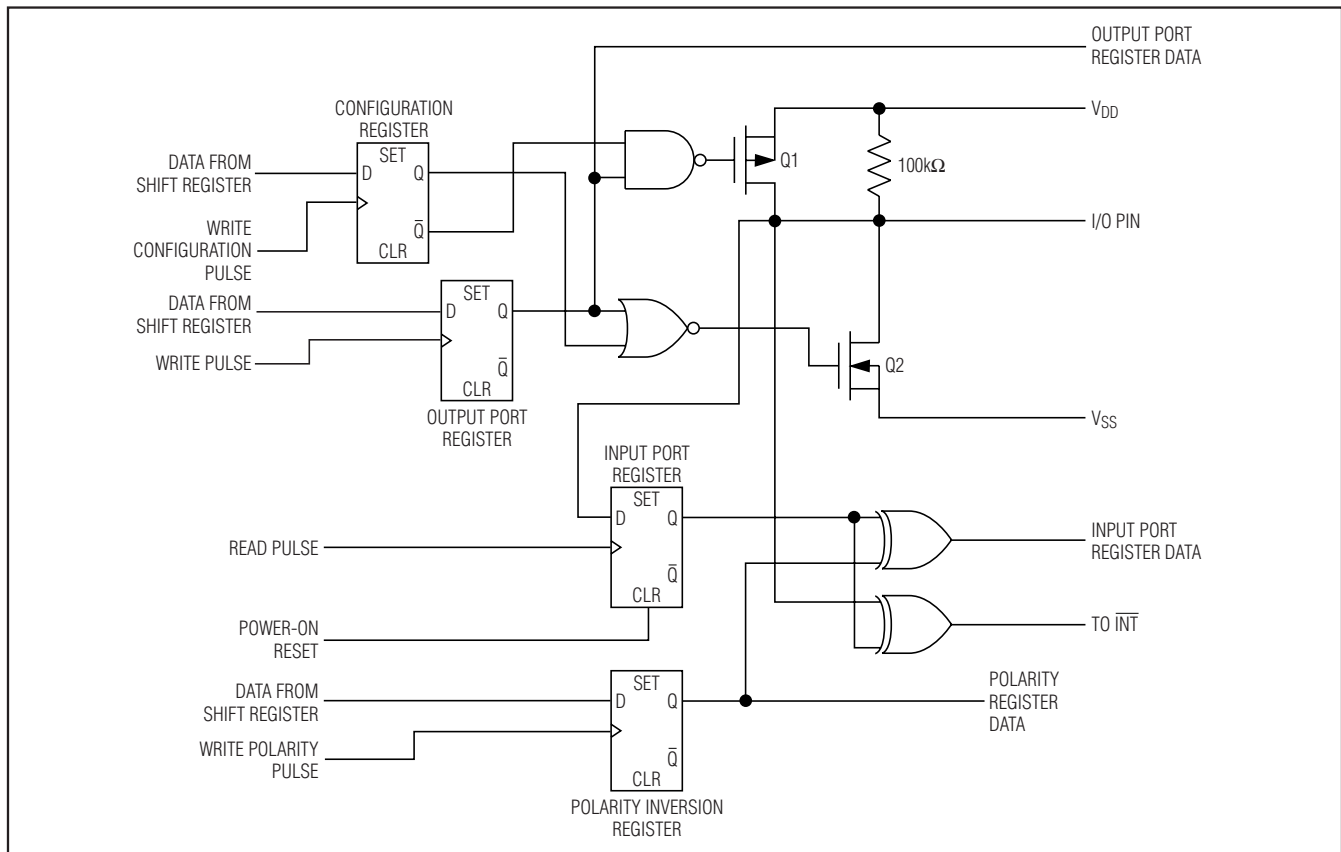 OUTPUT PORT
REGISTER DATA
CONFIGURATION
REGISTER
DATA FROM
SHIFT REGISTER
SET
D
Q
Q̅
CLR
WRITE
CONFIGURATION
PULSE
VDD
Q1
100kΩ
I/O PIN
DATA FROM
SHIFT REGISTER
WRITE PULSE
SET
D
Q
Q̅
CLR
OUTPUT PORT
REGISTER
Q2
VSS
INPUT PORT
REGISTER
SET
D
Q
Q̅
CLR
READ PULSE
POWER-ON
RESET
INPUT PORT
REGISTER DATA
TO I̅N̅T̅
DATA FROM
SHIFT REGISTER
WRITE POLARITY
PULSE
SET
D
Q
Q̅
CLR
POLARITY INVERSION
REGISTER
POLARITY
REGISTER
DATA